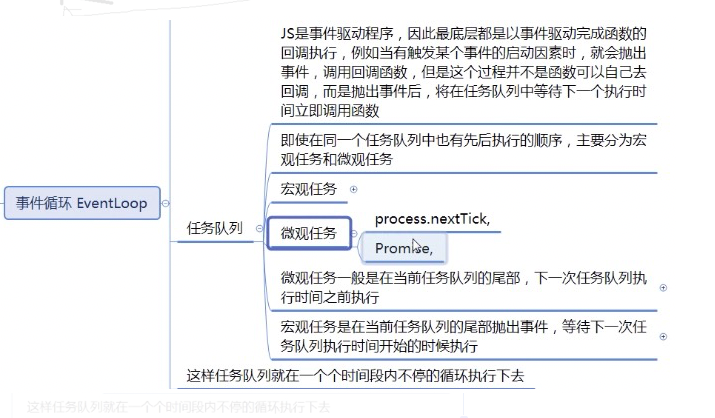 JS是事件驱动程序，因此最底层都是以事件驱动完成函数的
回调执行，例如当有触发某个事件的启动因素时，就会抛出
事件，调用回调函数，但是这个过程并不是函数可以自己去
回调，而是抛出事件后，将在任务队列中等待下一个执行时
间立即调用函数
即使在同一个任务队列中也有先后执行的顺序，主要分为宏
观任务和微观任务
事件循环 EventLoop
任务队列
宏观任务
微观任务
process.nextTick,
Promise,
微观任务一般是在当前任务队列的尾部，下一次任务队列执
行时间之前执行
宏观任务是在当前任务队列的尾部抛出事件，等待下一次任
务队列执行时间开始的时候执行
这样任务队列就在一个个时间段内不停的循环执行下去
这样任务队列就在一个个时间段内不停的循环执行下去